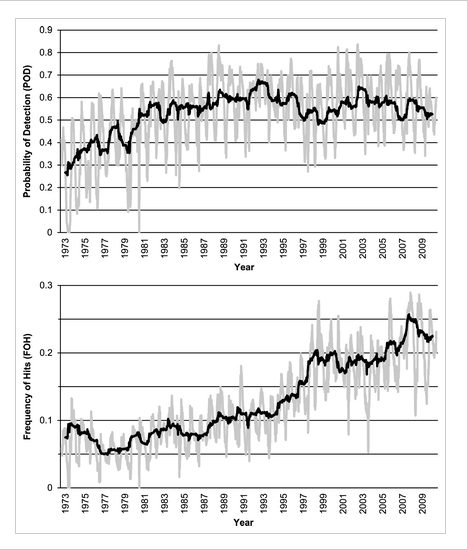 0.9
0.8
0.7
0.6
0.5
0.4
0.3
0.2
0.1
0
Probability of Detection (POD)
1973 1975 1977 1979 1981 1983 1985 1987 1989 1991 1993 1995 1997 1999 2001 2003 2005 2007 2009
Year
0.3
0.2
0.1
0
Frequency of Hits (FOH)
1973 1975 1977 1979 1981 1983 1985 1987 1989 1991 1993 1995 1997 1999 2001 2003 2005 2007 2009
Year